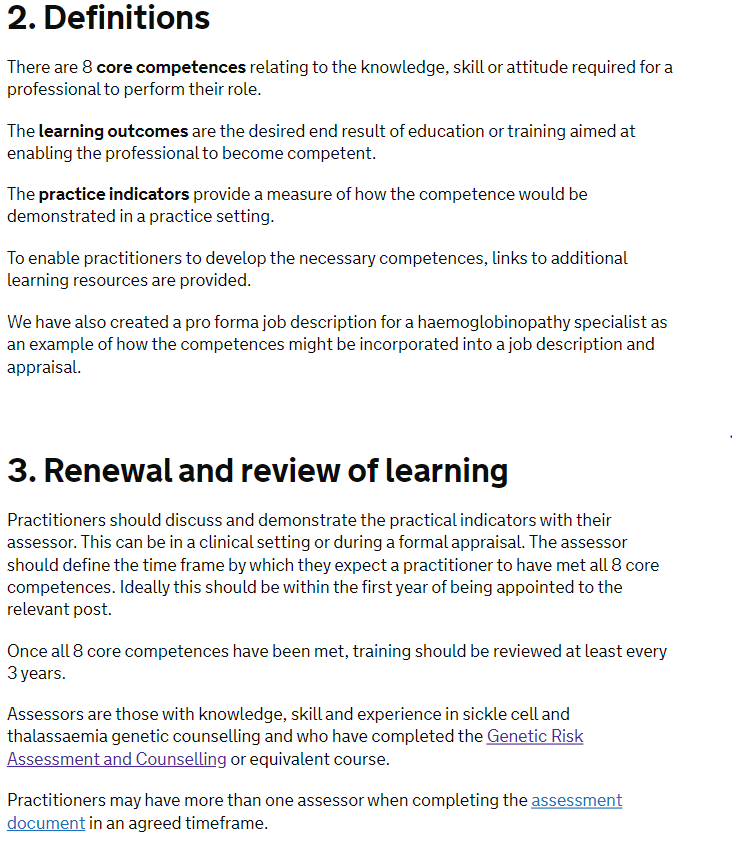 2. Definitions
There are 8 core competences relating to the knowledge, skill or attitude required for a
professional to perform their role.
The learning outcomes are the desired end result of education or training aimed at
enabling the professional to become competent.
The practice indicators provide a measure of how the competence would be
demonstrated in a practice setting.
To enable practitioners to develop the necessary competences, links to additional
learning resources are provided.
We have also created a pro forma job description for a haemoglobinopathy specialist as
an example of how the competences might be incorporated into a job description and
appraisal.
3. Renewal and review of learning
Practitioners should discuss and demonstrate the practical indicators with their
assessor. This can be in a clinical setting or during a formal appraisal. The assessor
should define the time frame by which they expect a practitioner to have met all 8 core
competences. Ideally this should be within the first year of being appointed to the
relevant post.
Once all 8 core competences have been met, training should be reviewed at least every
3 years.
Assessors are those with knowledge, skill and experience in sickle cell and
thalassaemia genetic counselling and who have completed the Genetic Risk
Assessment and Counselling or equivalent course.
Practitioners may have more than one assessor when completing the assessment
document in an agreed timeframe.